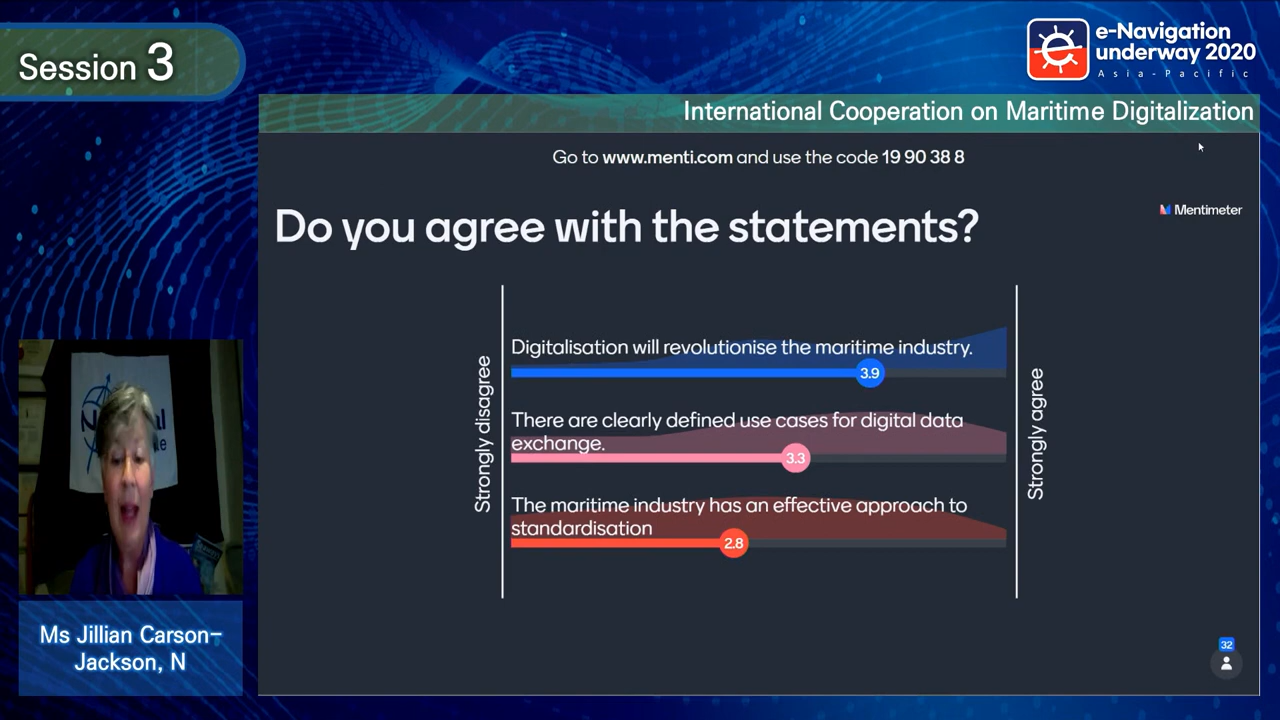 Session 3
e-Navigation
underway 2020
Asia-Pacific
International Cooperation on Maritime Digitalization
Go to www.menti.com and use the code 19 90 38 8
Mentimeter
Do you agree with the statements?
Strongly disagree
Digitalisation will revolutionise the maritime industry.
3.9
There are clearly defined use cases for digital data
exchange.
3.3
The maritime industry has an effective approach to
standardisation
2.8
Strongly agree
Ms Jillian Carson-
Jackson, N
32